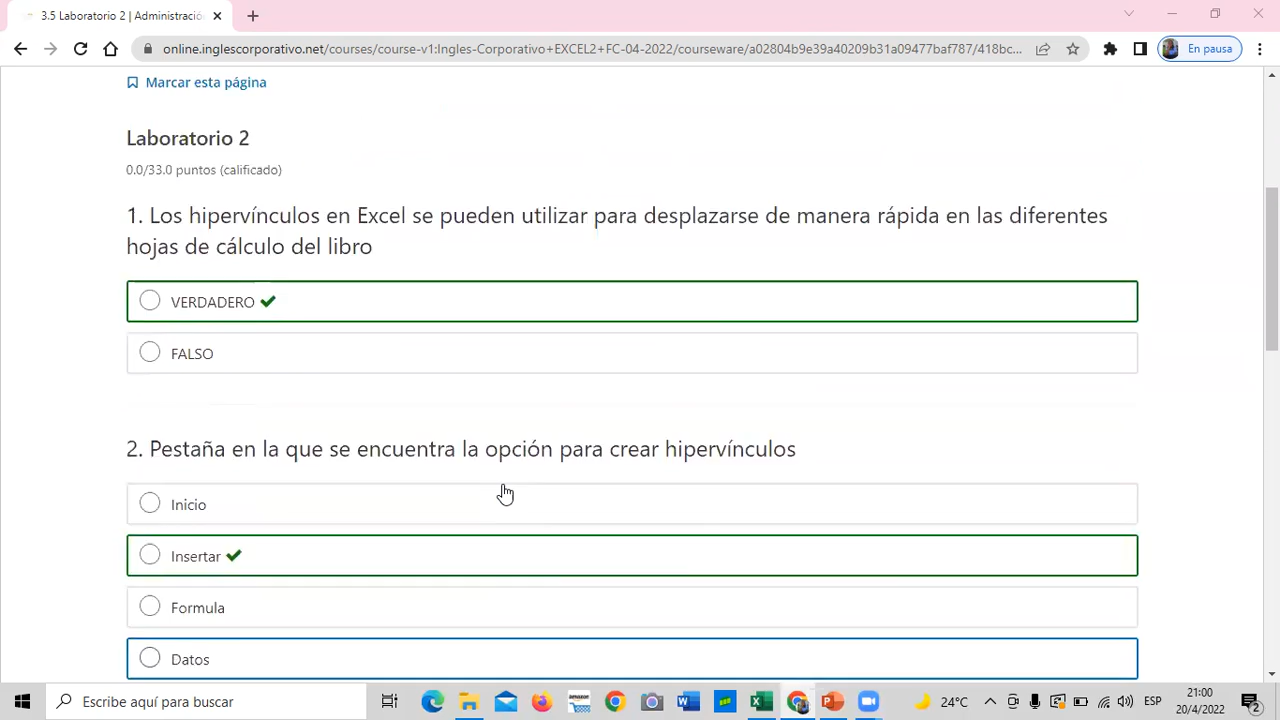 3.5 Laboratorio 2 | Administració
online.inglescorporativo.net/courses/course-v1:Ingles-Corporativo+EXCEL2+FC-04-2022/courseware/e02804b9e39a40209b31a09477baf787/418bc...
En pausa
Marcar esta página
Laboratorio 2
0.0/33.0 puntos (calificado)
1. Los hipervínculos en Excel se pueden utilizar para desplazarse de manera rápida en las diferentes
hojas de cálculo del libro
VERDADERO
FALSO
2. Pestaña en la que se encuentra la opción para crear hipervínculos
Inicio
Insertar
Formula
Datos
Escribe aquí para buscar
24°C
ESP
21:00
20/4/2022
2